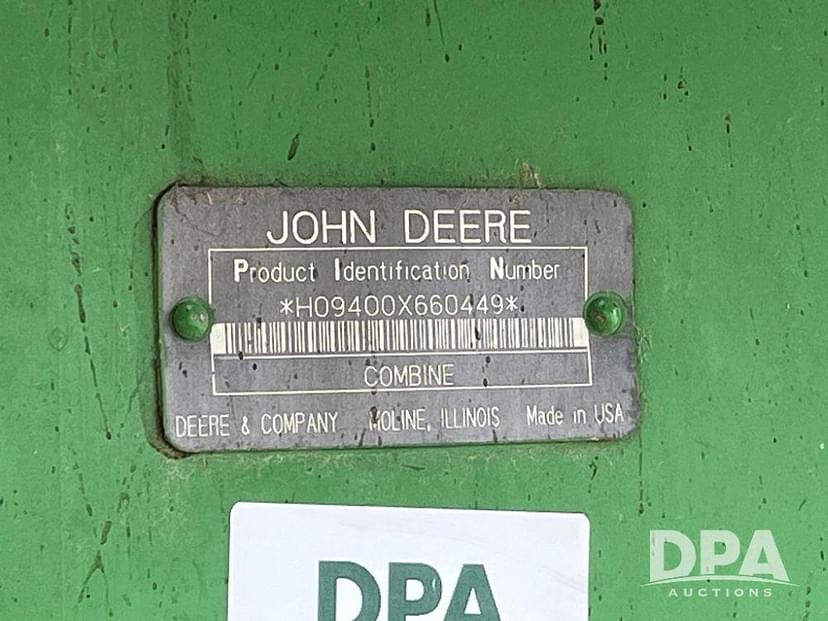 JOHN DEERE
Product Identification Number
*H09400X660449*
COMBINE
DEERE & COMPANY MOLINE, ILLINOIS Made in USA
DPA
DPA
AUCTIONS